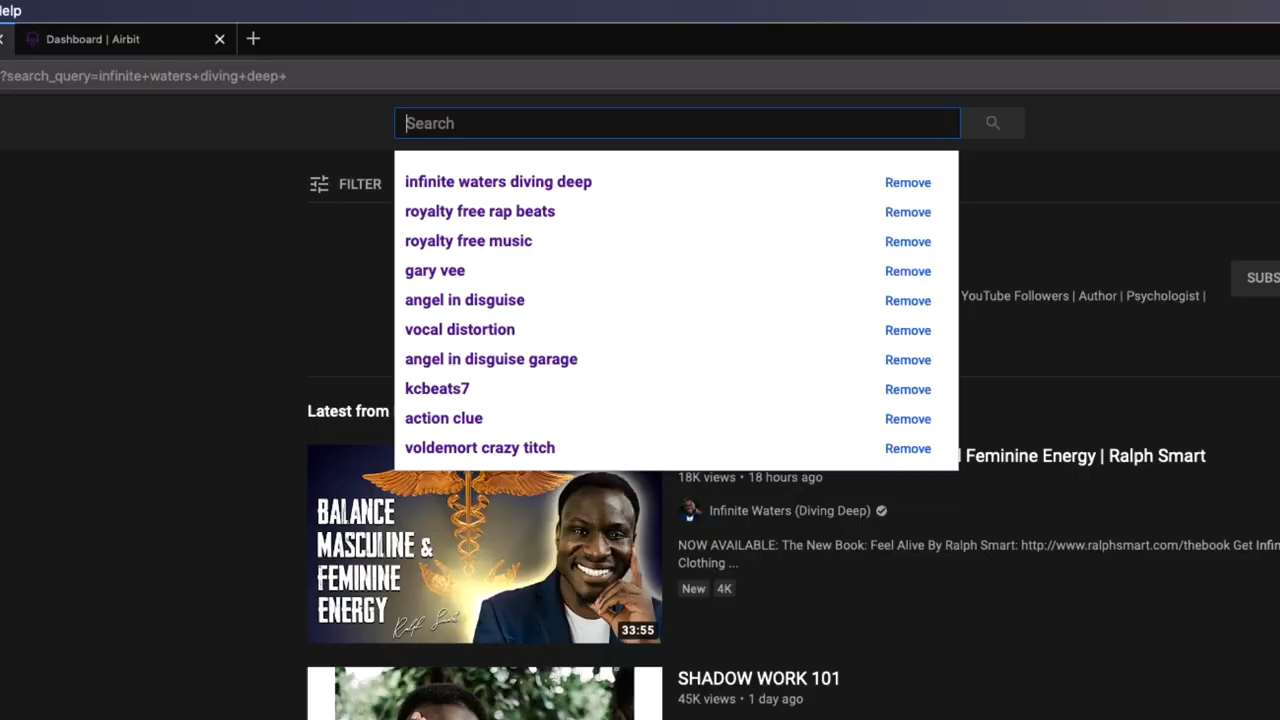 Help
Dashboard | Airbit
?search_query=infinite+waters+diving+deep+
Search
infinite waters diving deep Remove
royalty free rap beats Remove
royalty free music Remove
gary vee Remove
angel in disguise Remove
vocal distortion Remove
angel in disguise garage Remove
kcbeats7 Remove
action clue Remove
voldemort crazy titch Remove
FILTER
SUBS
YouTube Followers | Author | Psychologist |
Latest from
Feminine Energy | Ralph Smart
18K views • 18 hours ago
Infinite Waters (Diving Deep)
NOW AVAILABLE: The New Book: Feel Alive By Ralph Smart: http://www.ralphsmart.com/thebook Get Infin
Clothing ...
New 4K
BALANCE
MASCULINE &
FEMININE
ENERGY
Ralph Smart
33:55
SHADOW WORK 101
45K views • 1 day ago